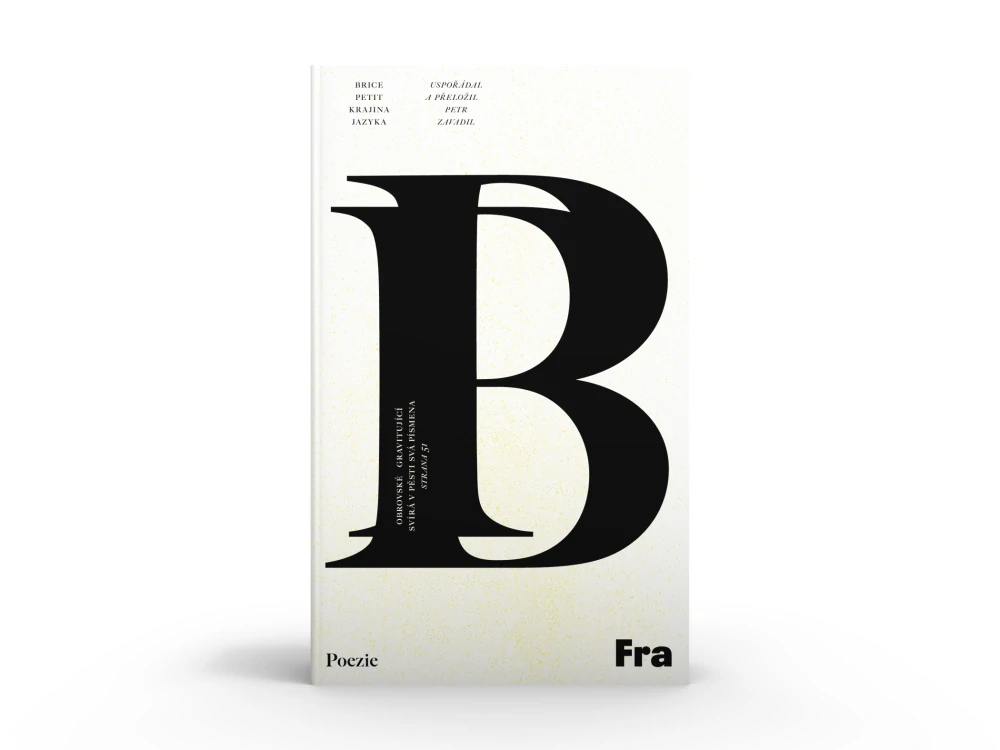 BRICE
PETIT
KRAJINA
JAZYKA
USPOŘÁDAL
A PŘELOŽIL
PETR
ZAVADIL
B
OBROVSKÉ GRAVITUJÍCÍ
SVÍRÁ V PĚSTI SVÁ PÍSMENA
STRANA 51
Poezie
Fra